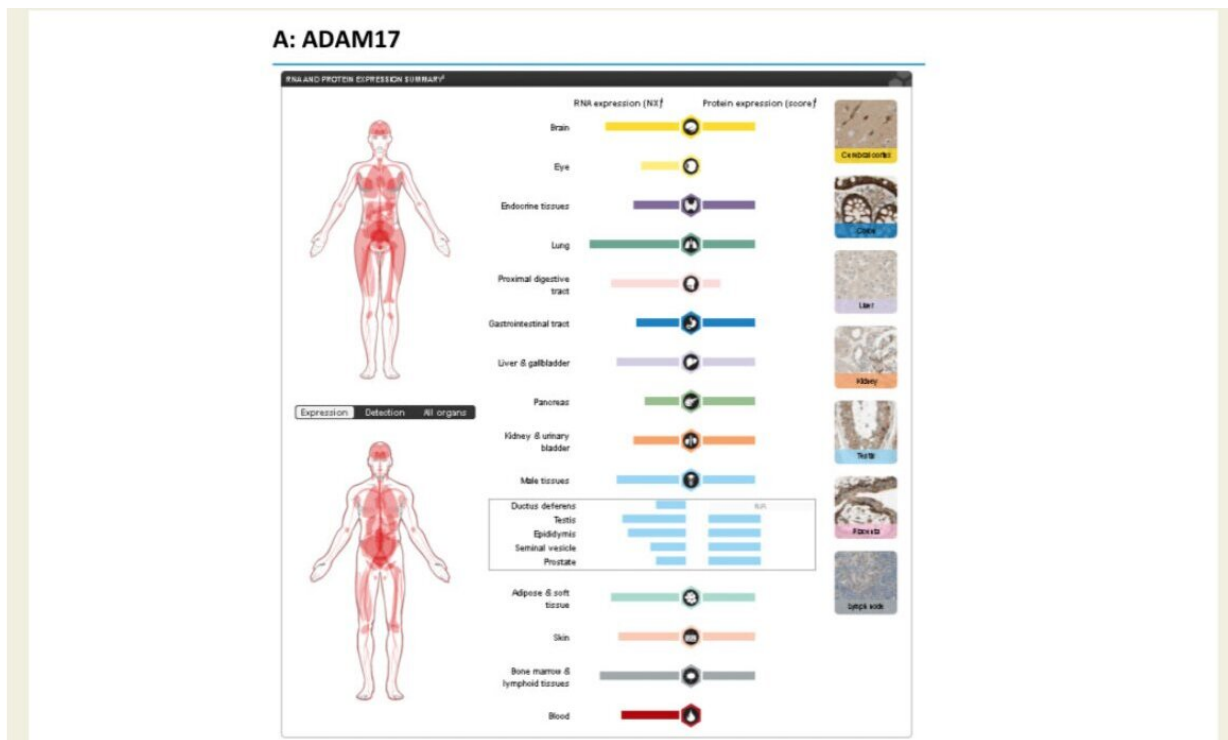 A: ADAM17
RNA AND PROTEIN EXPRESSION SUMMARY
RNA expression (NX)
Protein expression (score)
Brain
Eye
Endocrine tissues
Lung
Proximal digestive
tract
Gastrointestinal tract
Liver & gallbladder
Pancreas
Kidney & urinary
bladder
Male tissues
Ductus deferens
N/A
Testis
Epididymis
Seminal vesicle
Prostate
Adipose & soft
tissue
Skin
Bone marrow &
lymphoid tissues
Blood
Expression Detection All organs
Cerebral cortex
Colon
Liver
Kidney
Testis
Placenta
Lymph node